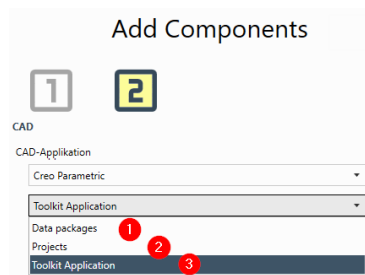 Add Components
1 2
CAD
CAD-Applikation
Creo Parametric
Toolkit Application
Data packages 1
Projects 2
Toolkit Application 3